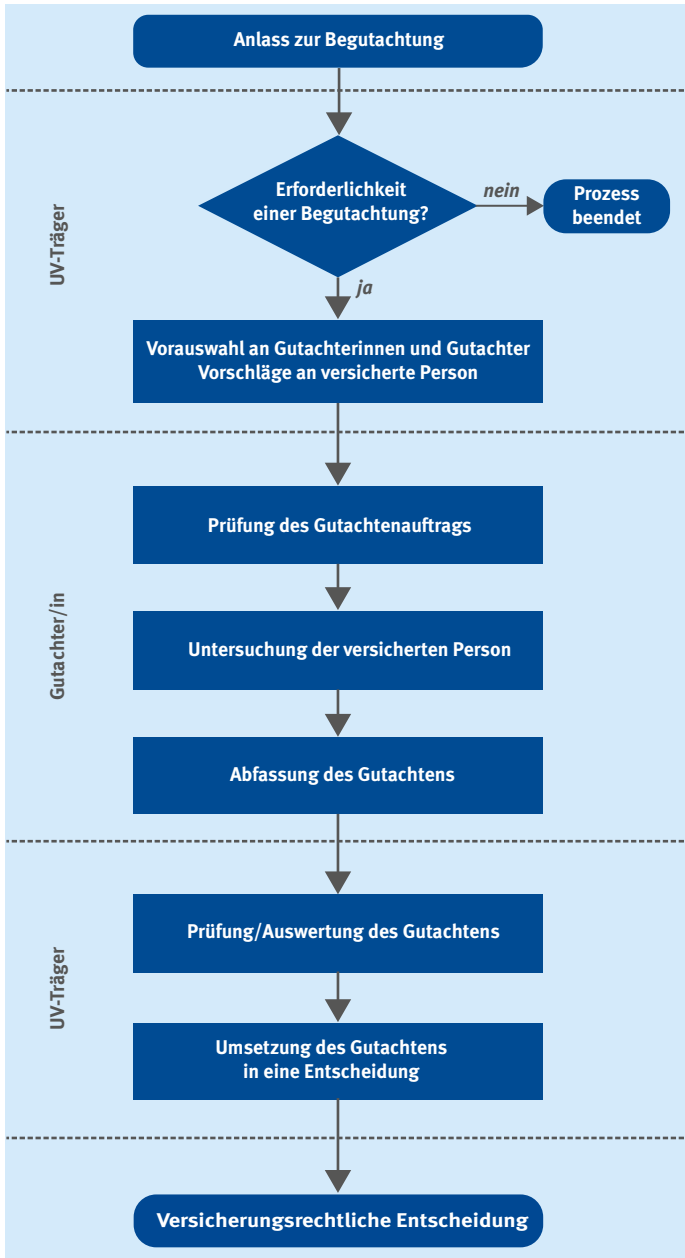 Anlass zur Begutachtung
UV-Träger
Erforderlichkeit
einer Begutachtung?
nein
Prozess
beendet
ja
Vorauswahl an Gutachterinnen und Gutachter
Vorschläge an versicherte Person
Gutachter/in
Prüfung des Gutachtenauftrags
Untersuchung der versicherten Person
Abfassung des Gutachtens
UV-Träger
Prüfung/Auswertung des Gutachtens
Umsetzung des Gutachtens
in eine Entscheidung
Versicherungsrechtliche Entscheidung